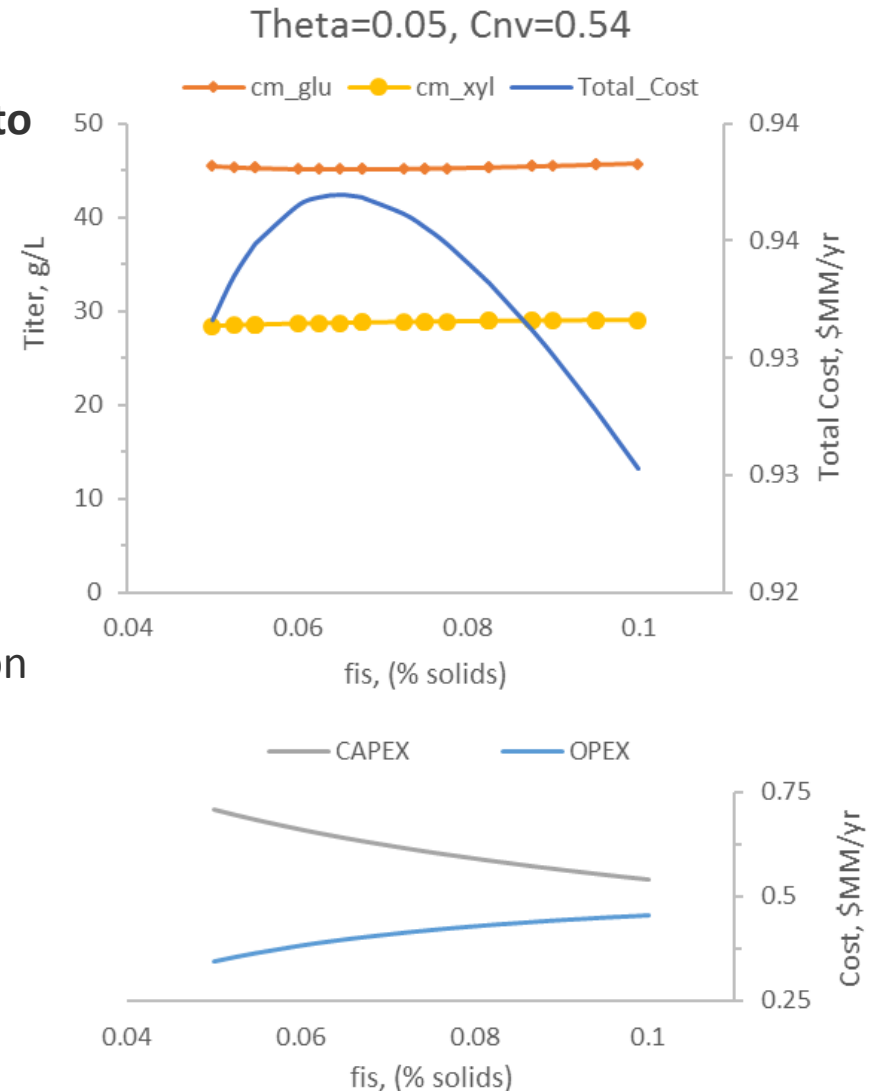 Theta=0.05, Cnv=0.54
cm_glu cm_xyl Total_Cost
to
50
40
30
20
10
0
Titer, g/L
0.94
0.94
0.93
0.93
0.92
Total Cost, $MM/yr
0.04 0.06 0.08 0.1
fis, (% solids)
on
CAPEX OPEX
0.75
0.5
0.25
Cost, $MM/yr
0.04 0.06 0.08 0.1
fis, (% solids)